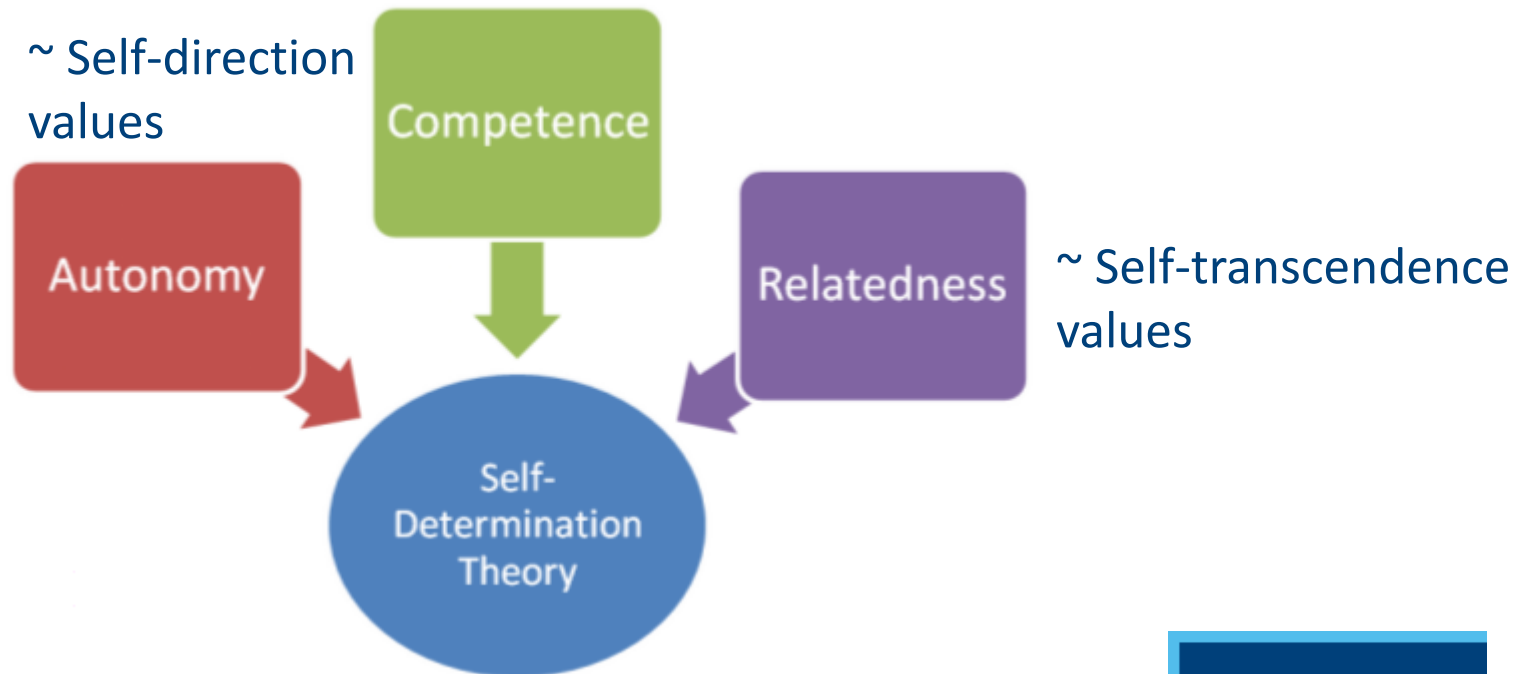 ~ Self-direction
values
Competence
Autonomy
Relatedness
~ Self-transcendence
values
Self-
Determination
Theory